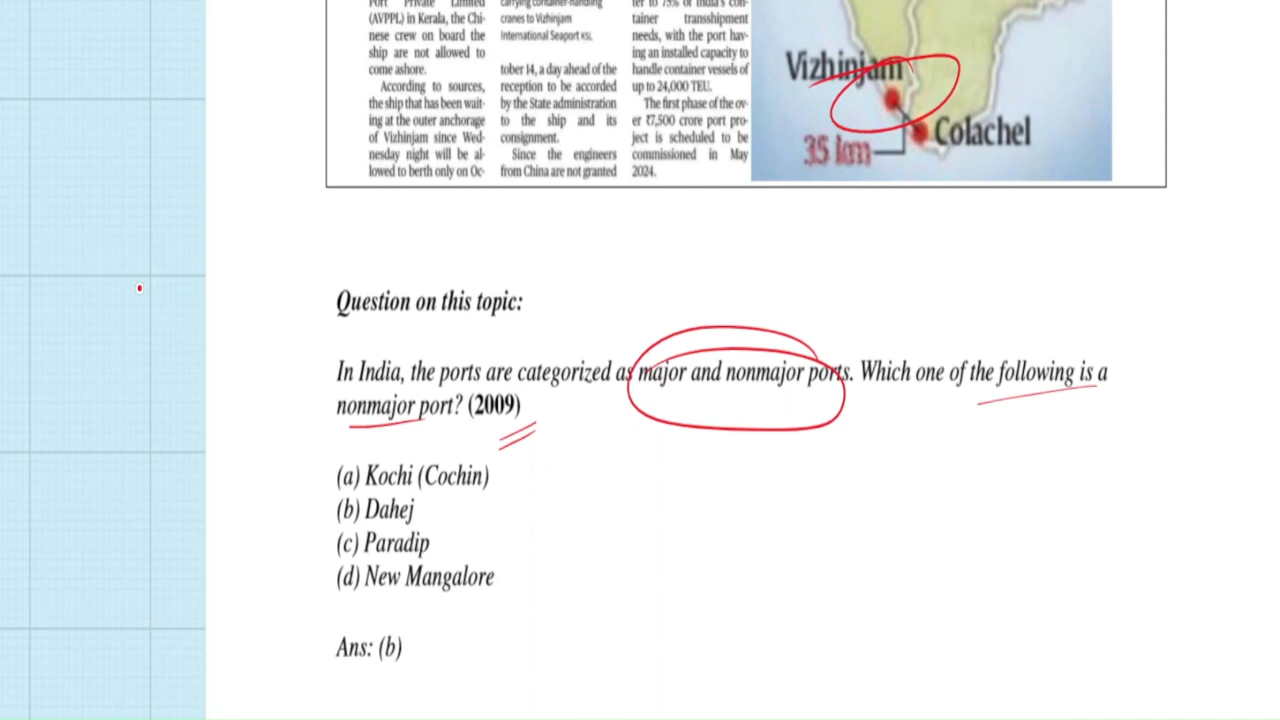 Port Private Limited
(AVPPL) in Kerala, the Chi-
nese crew on board the
ship are not allowed to
come ashore.
According to sources,
the ship that has been wait-
ing at the outer anchorage
of Vizhinjam since Wed-
nesday night will be al-
lowed to berth only on Oc-
carrying container-handling
cranes to Vizhinjam
International Seaport KSL
tober 14, a day ahead of the
reception to be accorded
by the State administration
to the ship and its
consignment.
Since the engineers
from China are not granted
ter to 75% of India's con-
tainer transshipment
needs, with the port hav-
ing an installed capacity to
handle container vessels of
up to 24,000 TEU.
The first phase of the ov-
er ₹7,500 crore port pro-
ject is scheduled to be
commissioned in May
2024.
Vizhinjam
Colachel
35 km
Question on this topic:
In India, the ports are categorized as major and nonmajor ports. Which one of the following is a
nonmajor port? (2009)
(a) Kochi (Cochin)
(b) Dahej
(c) Paradip
(d) New Mangalore
Ans: (b)